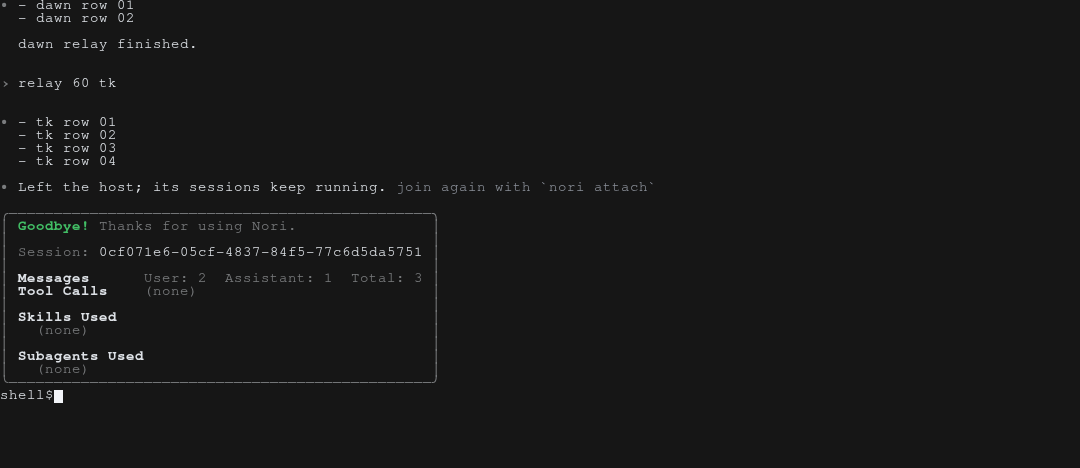 • - dawn row 01
- dawn row 02
dawn relay finished.
› relay 60 tk
• - tk row 01
- tk row 02
- tk row 03
- tk row 04
• Left the host; its sessions keep running. join again with `nori attach`
Goodbye! Thanks for using Nori.
Session: 0cf071e6-05cf-4837-84f5-77c6d5da5751
Messages User: 2 Assistant: 1 Total: 3
Tool Calls (none)
Skills Used
(none)
Subagents Used
(none)
shell$